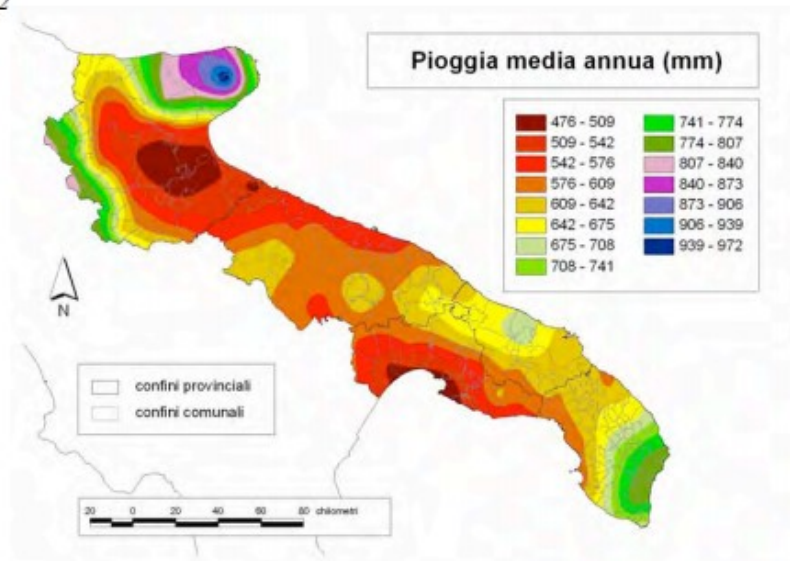 Pioggia media annua (mm)
476 - 509
509 - 542
542 - 576
576 - 609
609 - 642
642 - 675
675 - 708
708 - 741
741 - 774
774 - 807
807 - 840
840 - 873
873 - 906
906 - 939
939 - 972
N
confini provinciali
confini comunali
20 0 20 40 60 80 chilometri